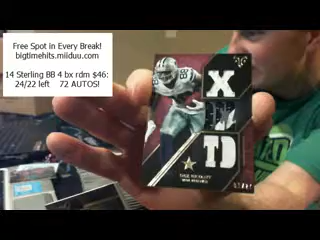 Free Spot in Every Break!
bigtimehits.miiduu.com
14 Sterling BB 4 bx rdm $46:
24/22 left 72 AUTOS!
X
TD